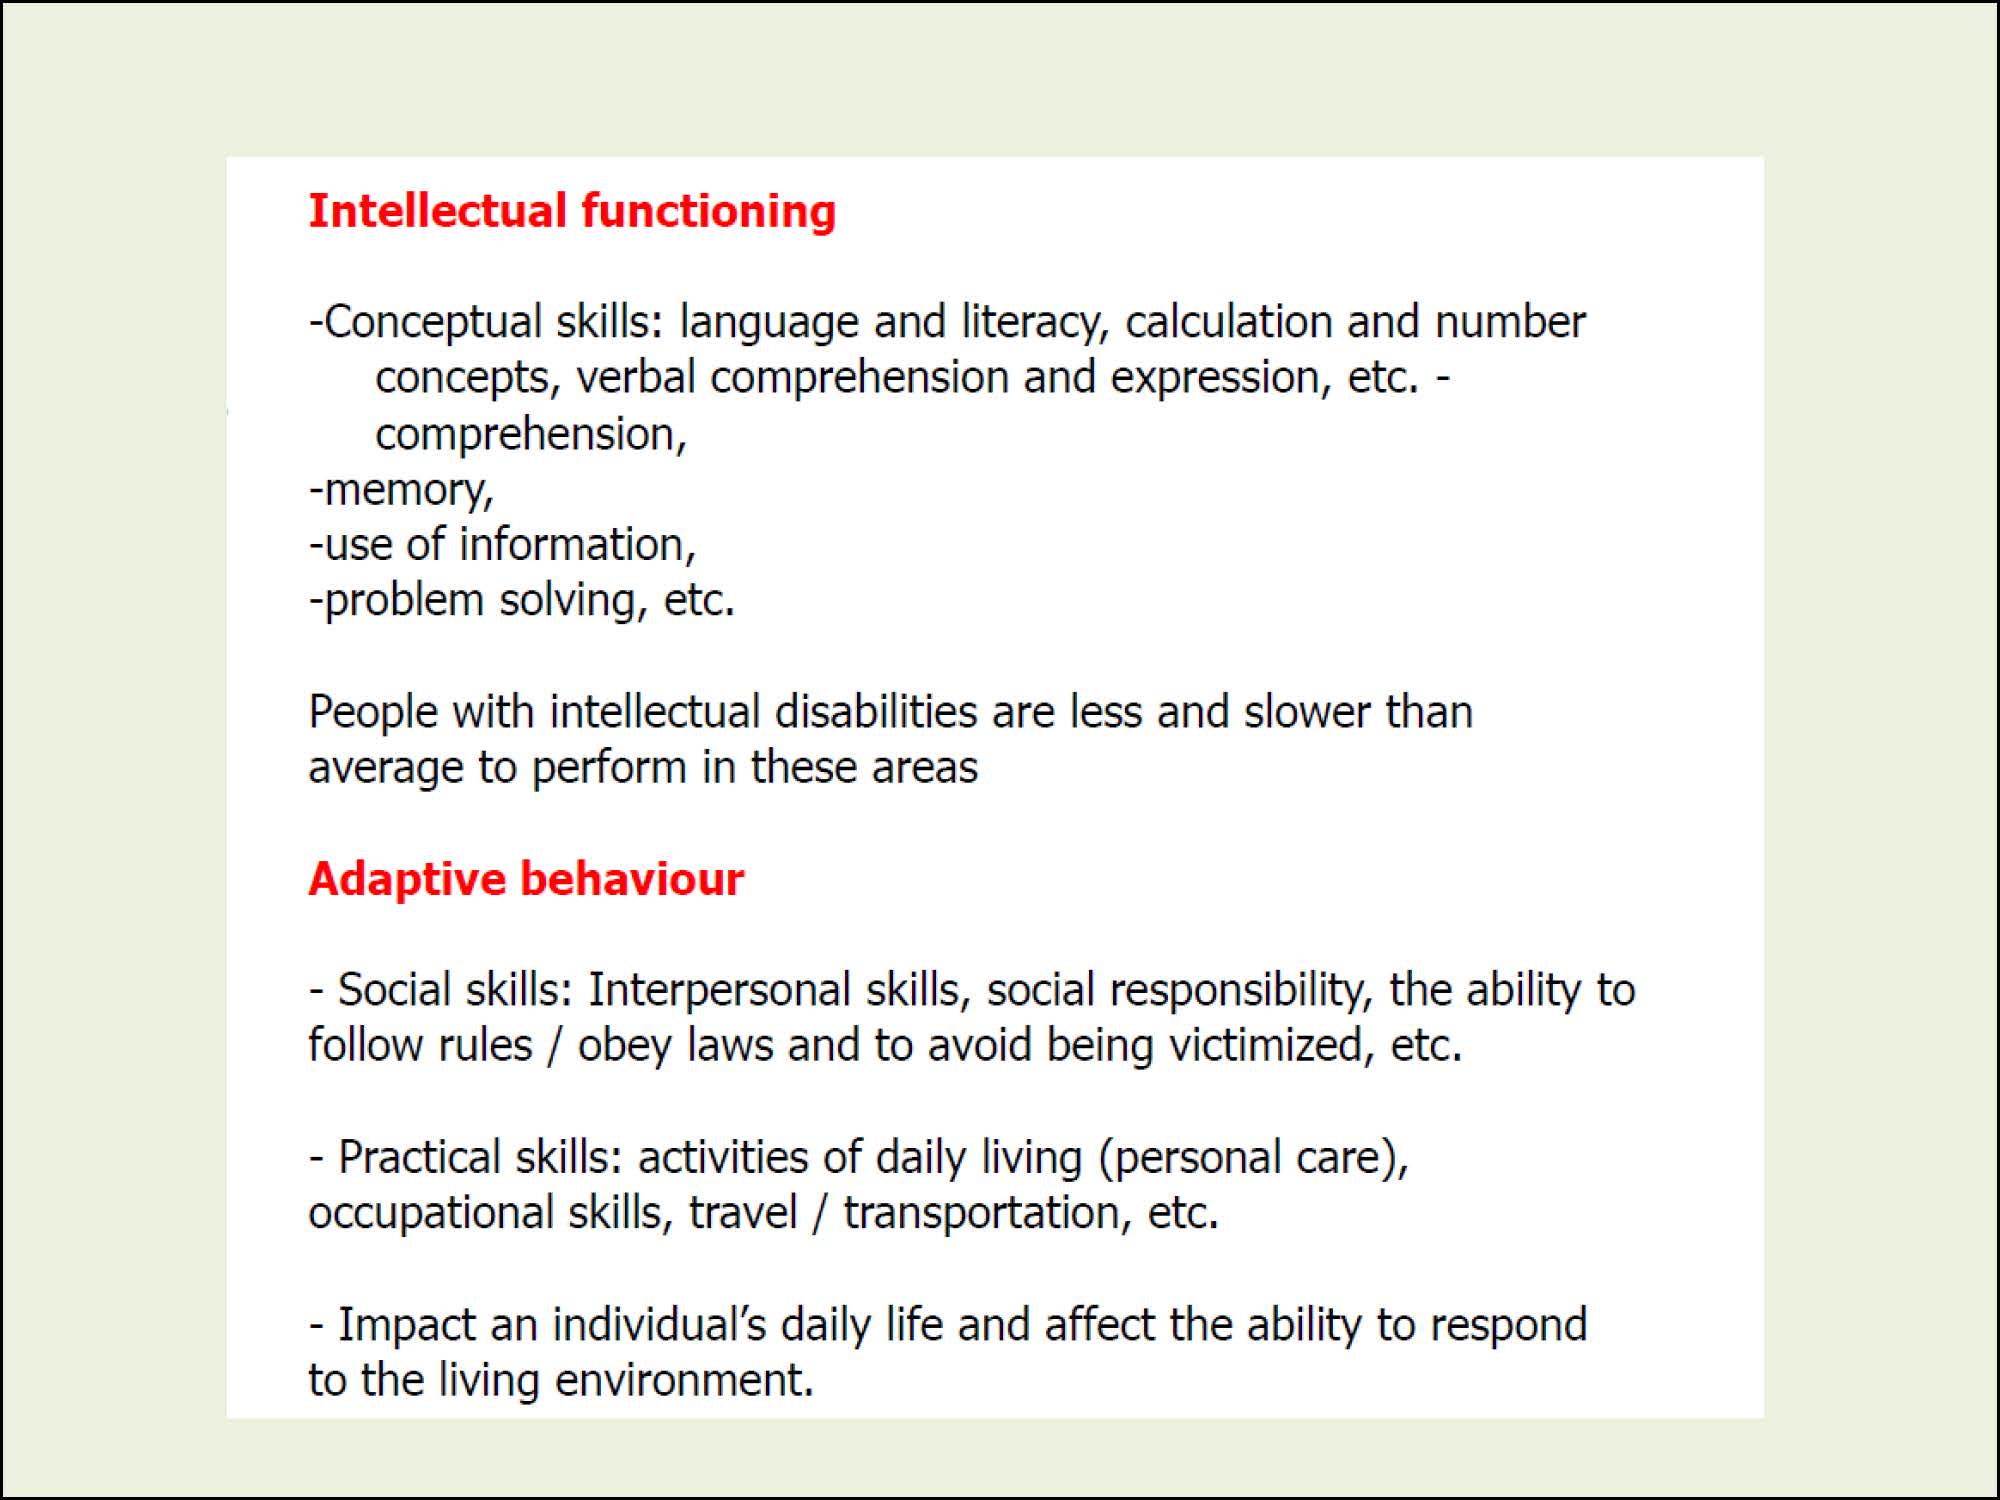 Intellectual functioning
-Conceptual skills: language and literacy, calculation and number
concepts, verbal comprehension and expression, etc. -
comprehension,
-memory,
-use of information,
-problem solving, etc.
People with intellectual disabilities are less and slower than
average to perform in these areas
Adaptive behaviour
- Social skills: Interpersonal skills, social responsibility, the ability to
follow rules / obey laws and to avoid being victimized, etc.
- Practical skills: activities of daily living (personal care),
occupational skills, travel / transportation, etc.
- Impact an individual’s daily life and affect the ability to respond
to the living environment.